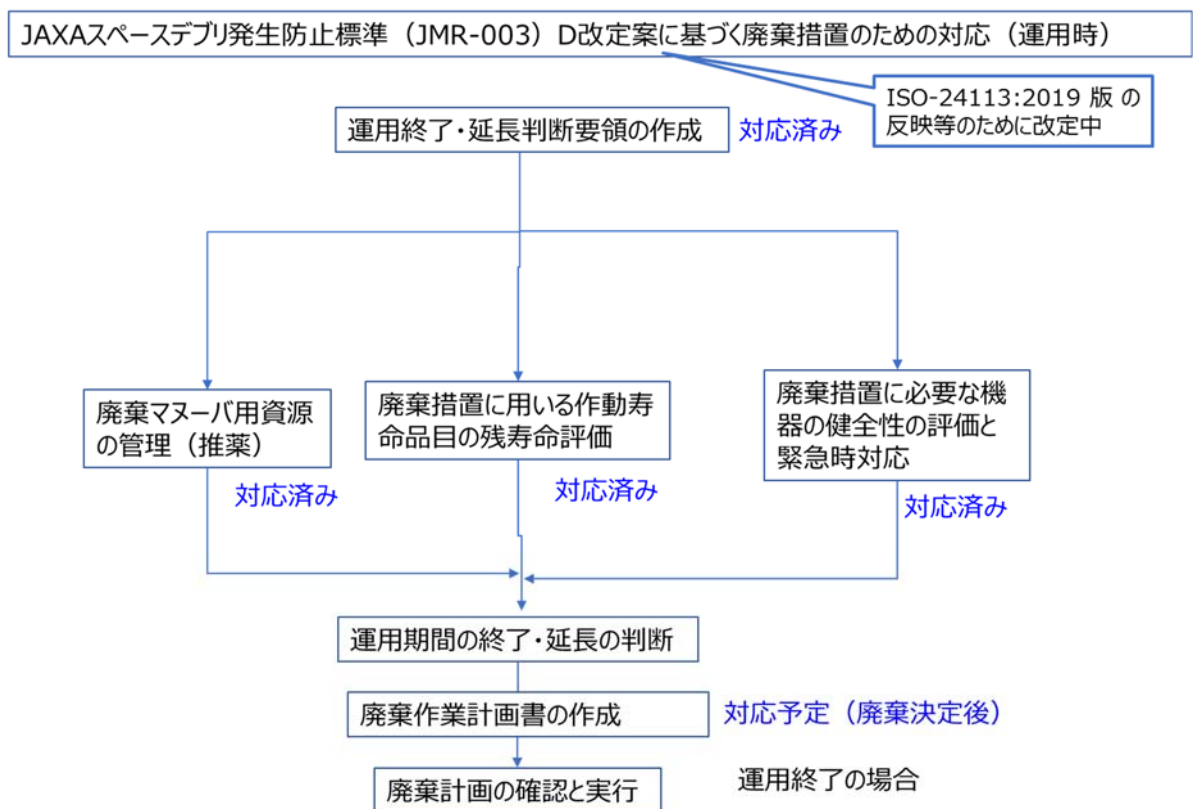 JAXAスペースデブリ発生防止標準（JMR-003）D改定案に基づく廃棄措置のための対応（運用時）
ISO-24113:2019 版 の
反映等のために改定中
運用終了・延長判断要領の作成
対応済み
廃棄マヌーバ用資源
の管理（推薬）
対応済み
廃棄措置に用いる作動寿
命品目の残寿命評価
対応済み
廃棄措置に必要な機
器の健全性の評価と
緊急時対応
対応済み
運用期間の終了・延長の判断
廃棄作業計画書の作成
対応予定（廃棄決定後）
廃棄計画の確認と実行
運用終了の場合